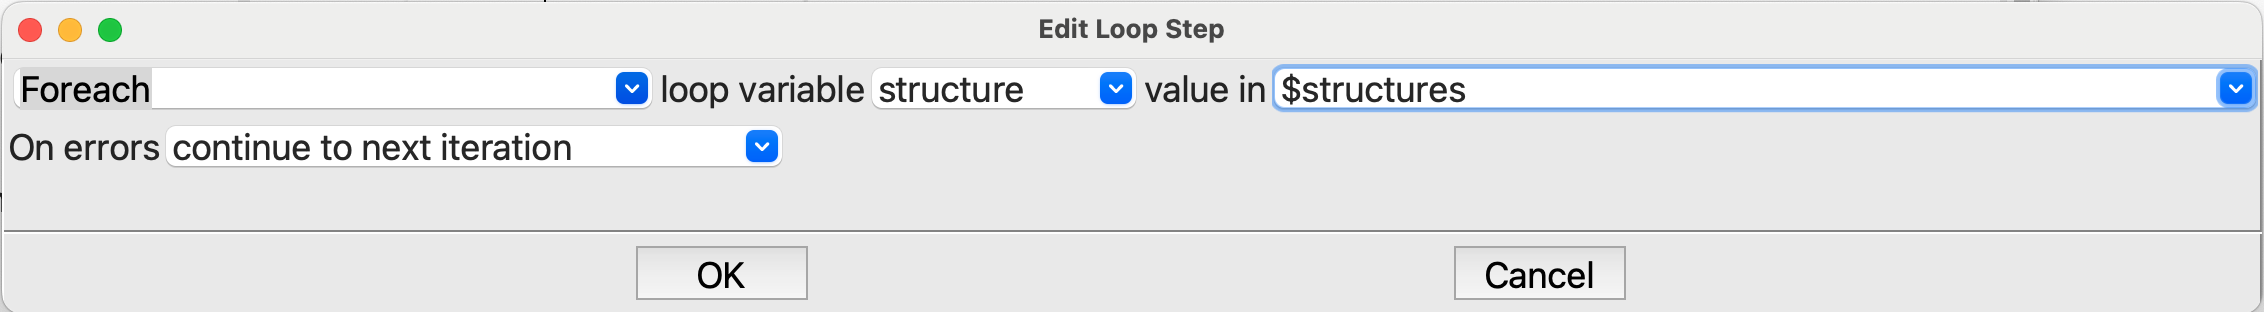 Edit Loop Step
Foreach loop variable structure value in $structures
On errors continue to next iteration
OK Cancel